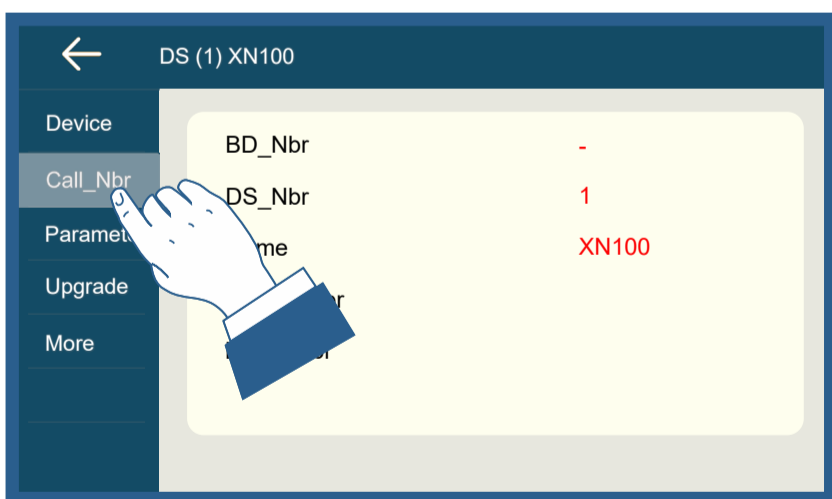 DS (1) XN100
Device
Call_Nbr
Upgrade
More
BD_Nbr -
DS_Nbr 1
XN100